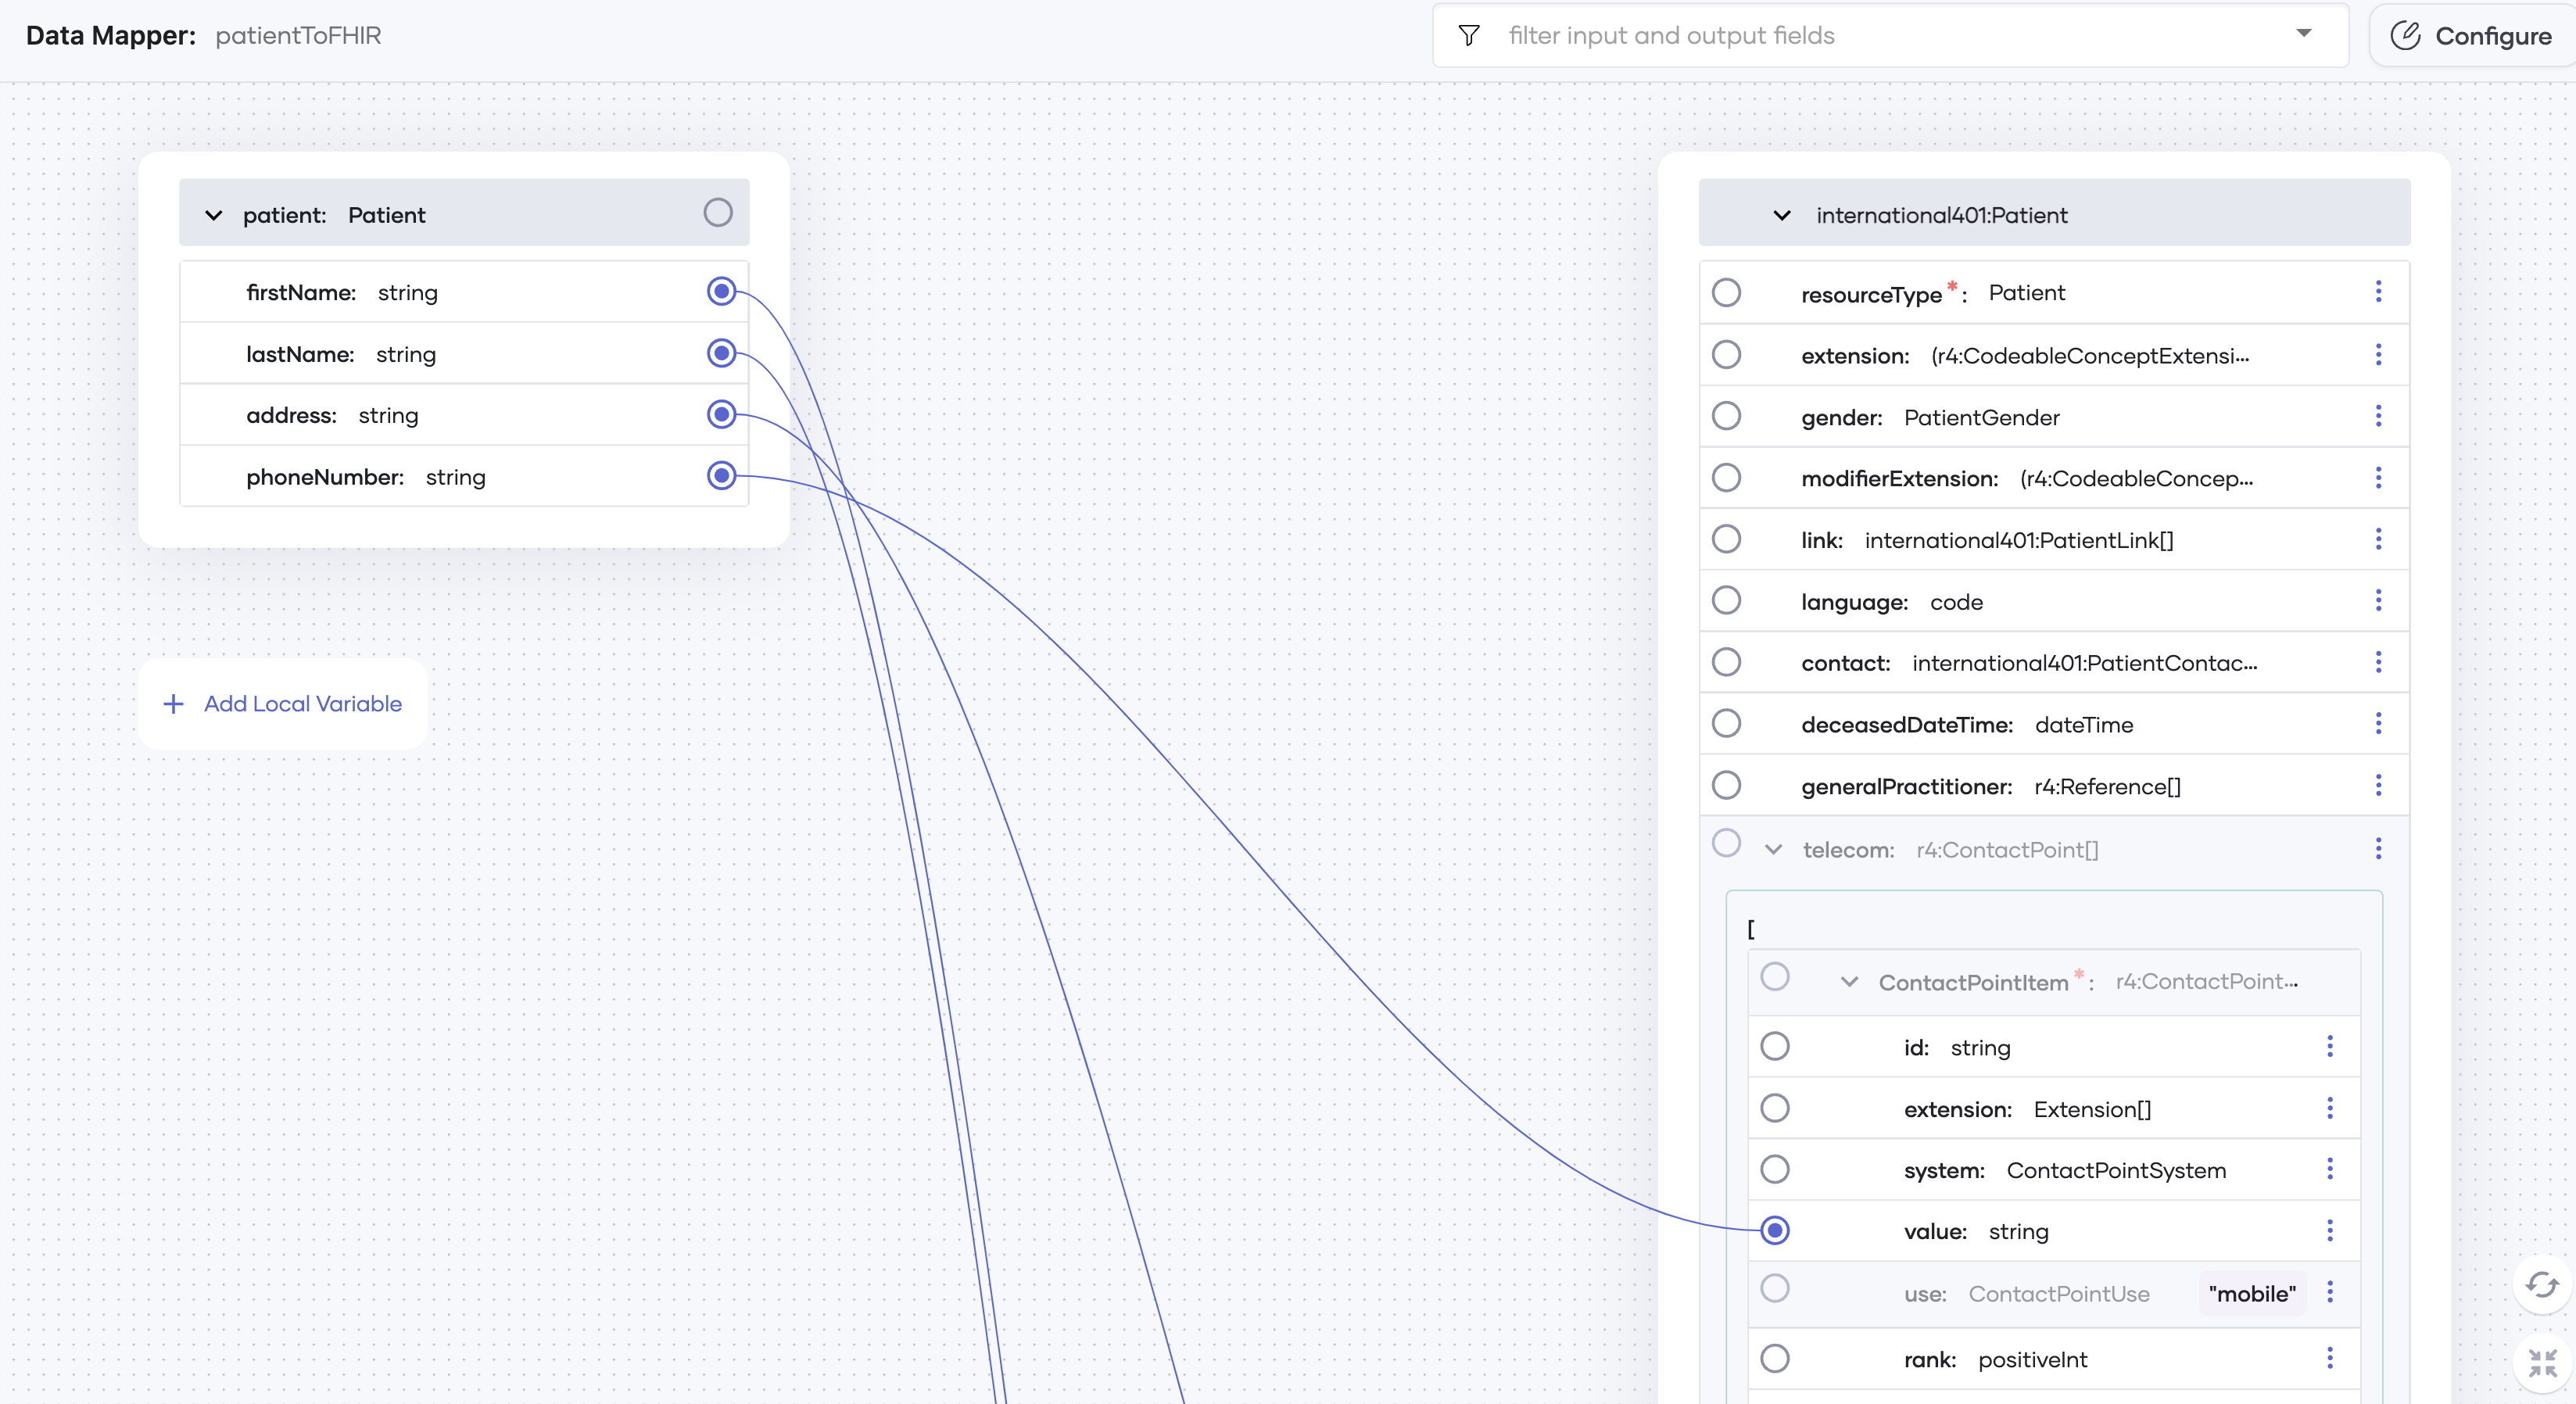 Data Mapper: patientToFHIR
filter input and output fields
Configure
patient: Patient
firstName: string
lastName: string
address: string
phoneNumber: string
+ Add Local Variable
international401:Patient
resourceType*: Patient
extension: (r4:CodeableConceptExtensi...
gender: PatientGender
modifierExtension: (r4:CodeableConcep...
link: international401:PatientLink[]
language: code
contact: international401:PatientContac...
deceasedDateTime: dateTime
generalPractitioner: r4:Reference[]
telecom: r4:ContactPoint[]
[
ContactPointItem*: r4:ContactPoint...
id: string
extension: Extension[]
system: ContactPointSystem
value: string
use: ContactPointUse "mobile"
rank: positiveInt